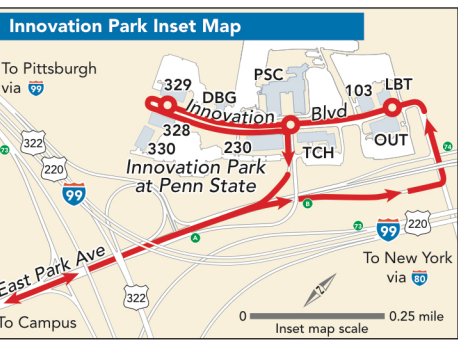 Innovation Park Inset Map
To Pittsburgh
via 99
329
DBG
PSC
103
LBT
Innovation Blvd
328
330
230
TCH
OUT
Innovation Park
at Penn State
73
322
220
99
74
B
A
73
99
220
East Park Ave
To New York
via 80
322
To Campus
Z
0
0.25 mile
Inset map scale